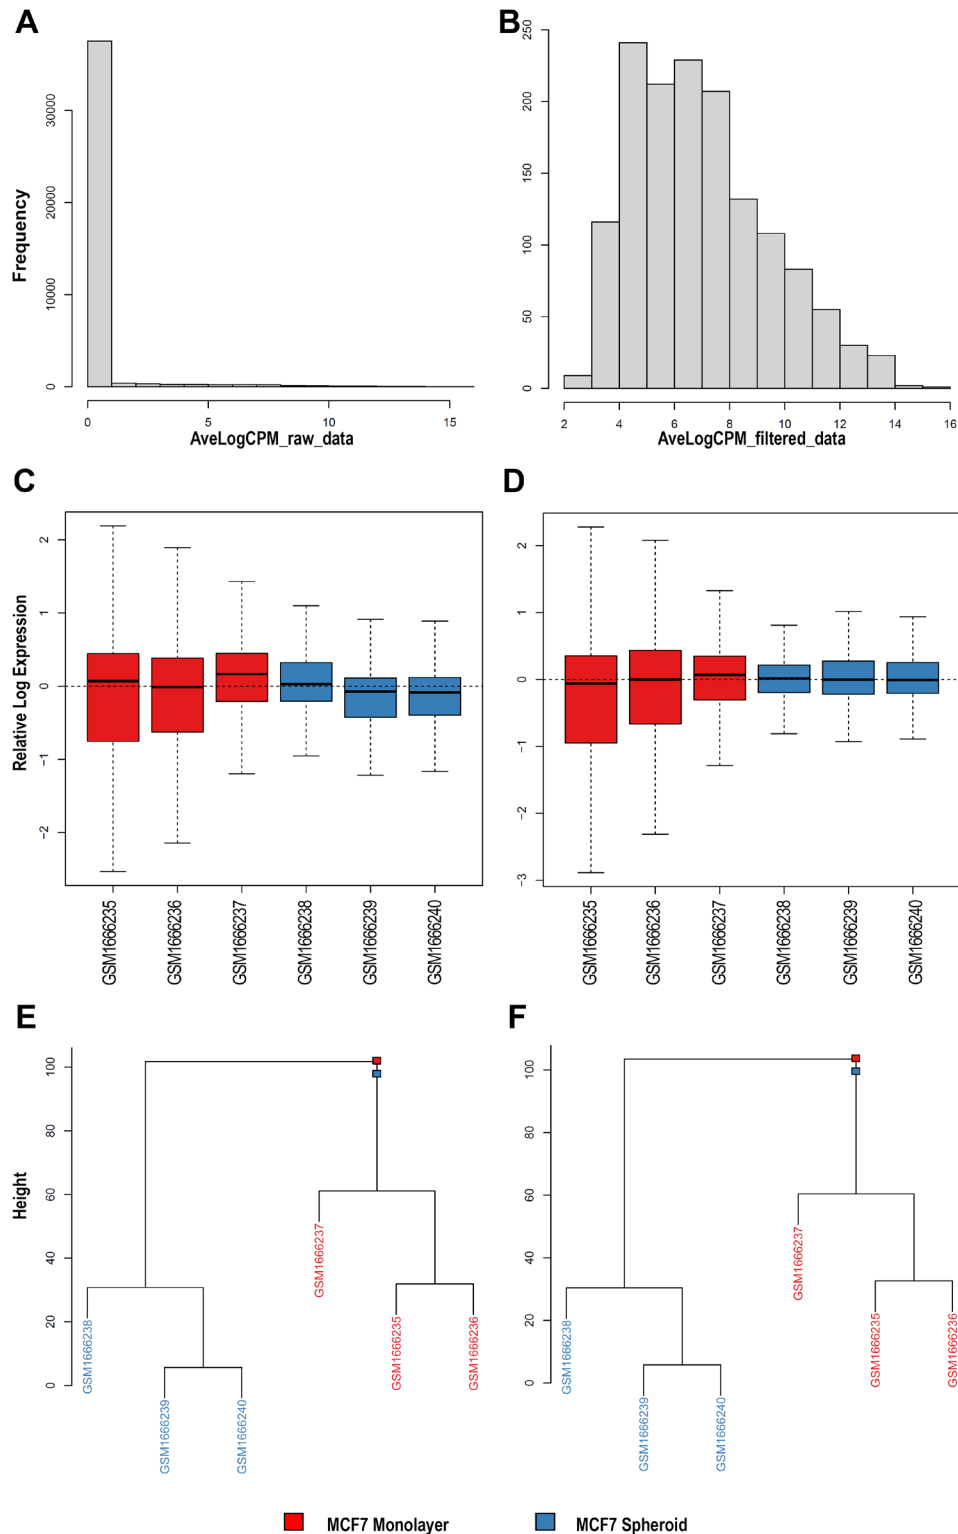 A
Frequency
0
10000
20000
30000
0
5
10
15
AveLogCPM_raw_data
B
0
50
100
150
200
250
2
4
6
8
10
12
14
16
AveLogCPM_filtered_data
C
Relative Log Expression
2
1
0
−1
−2
GSM1666235
GSM1666236
GSM1666237
GSM1666238
GSM1666239
GSM1666240
D
2
1
0
−1
−2
−3
GSM1666235
GSM1666236
GSM1666237
GSM1666238
GSM1666239
GSM1666240
E
Height
100
80
60
40
20
0
GSM1666238
GSM1666239
GSM1666240
GSM1666237
GSM1666235
GSM1666236
F
100
80
60
40
20
0
GSM1666238
GSM1666239
GSM1666240
GSM1666237
GSM1666235
GSM1666236
MCF7 Monolayer
MCF7 Spheroid